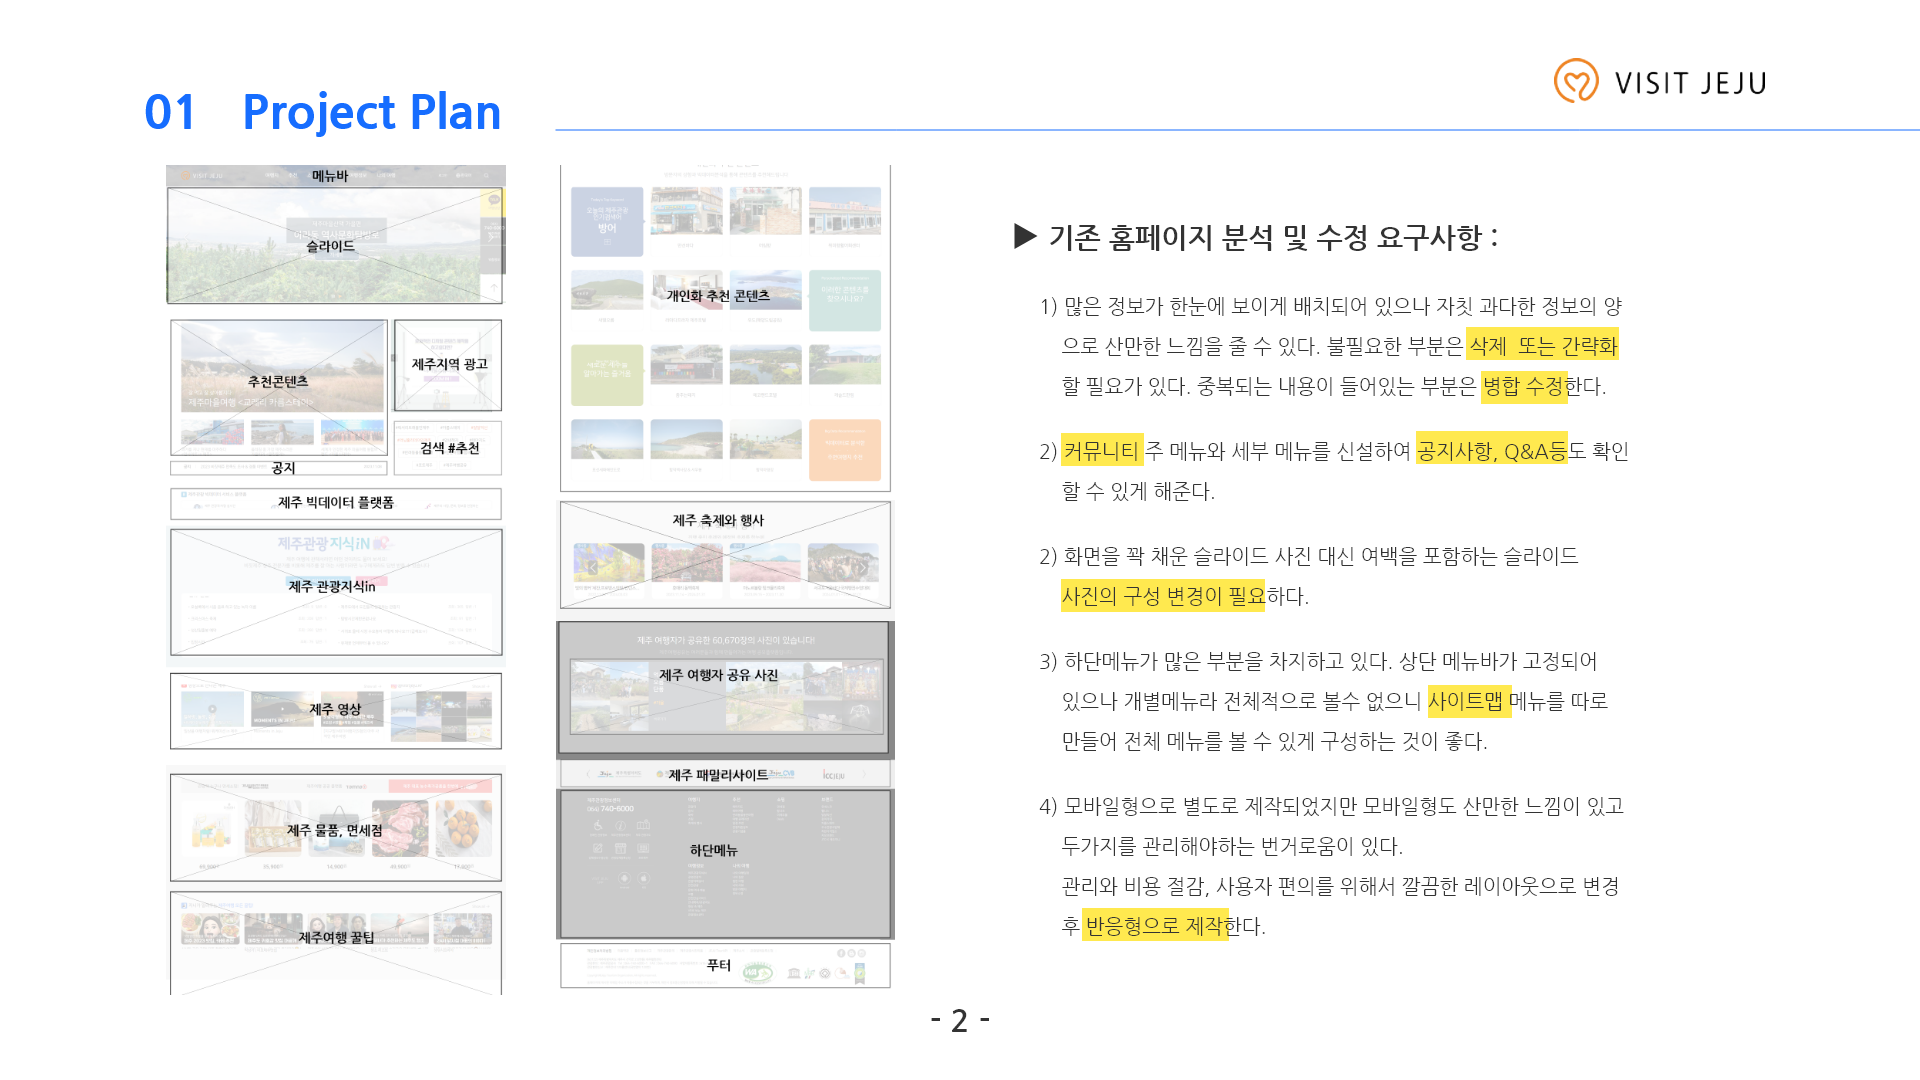 01 Project Plan
VISIT JEJU
메뉴바
슬라이드
추천콘텐츠
제주마을여행 <고레리 카름스테이>
제주지역 광고
검색 #추천
공지
제주 빅데이터 플랫폼
제주관광지식iN
제주 관광지식in
제주 영상
제주 물품, 면세점
제주여행 꿀팁
방어
개인화 추천 콘텐츠
제주 축제와 행사
제주 여행자가 공유한 60,670장의 사진이 있습니다!
제주 여행자 공유 사진
제주 패밀리사이트
740-6000
하단메뉴
푸터
▶ 기존 홈페이지 분석 및 수정 요구사항 :
1) 많은 정보가 한눈에 보이게 배치되어 있으나 자칫 과다한 정보의 양
으로 산만한 느낌을 줄 수 있다. 불필요한 부분은 삭제 또는 간략화
할 필요가 있다. 중복되는 내용이 들어있는 부분은 병합 수정한다.
2) 커뮤니티 주 메뉴와 세부 메뉴를 신설하여 공지사항, Q&A등도 확인
할 수 있게 해준다.
2) 화면을 꽉 채운 슬라이드 사진 대신 여백을 포함하는 슬라이드
사진의 구성 변경이 필요하다.
3) 하단메뉴가 많은 부분을 차지하고 있다. 상단 메뉴바가 고정되어
있으나 개별메뉴라 전체적으로 볼수 없으니 사이트맵 메뉴를 따로
만들어 전체 메뉴를 볼 수 있게 구성하는 것이 좋다.
4) 모바일형으로 별도로 제작되었지만 모바일형도 산만한 느낌이 있고
두가지를 관리해야하는 번거로움이 있다.
관리와 비용 절감, 사용자 편의를 위해서 깔끔한 레이아웃으로 변경
후 반응형으로 제작한다.
- 2 -